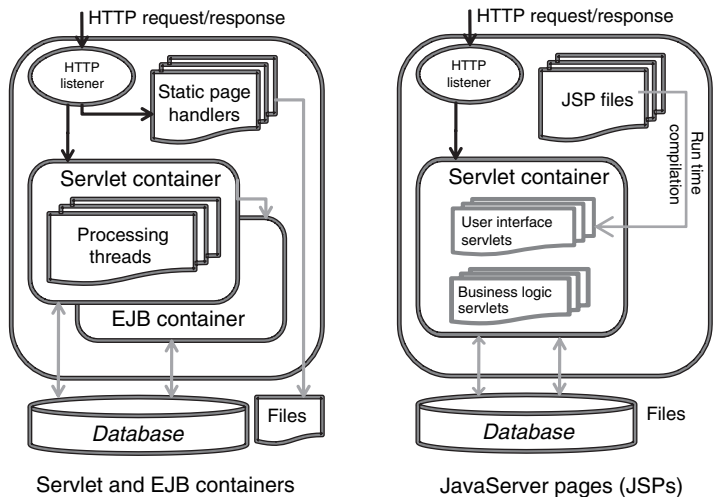 HTTP request/response
HTTP
listener
Static page
handlers
Servlet container
Processing
threads
EJB container
Database
Files
Servlet and EJB containers
HTTP request/response
HTTP
listener
JSP files
Run time
compilation
Servlet container
User interface
servlets
Business logic
servlets
Database
Files
JavaServer pages (JSPs)